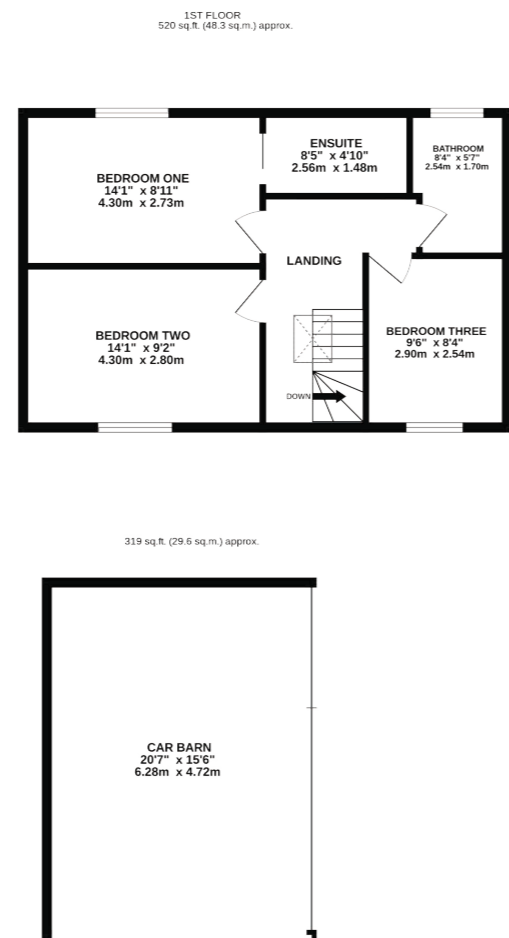 1ST FLOOR
520 sq.ft. (48.3 sq.m.) approx.
BEDROOM ONE
14'1" x 8'11"
4.30m x 2.73m
ENSUITE
8'5" x 4'10"
2.56m x 1.48m
BATHROOM
8'4" x 5'7"
2.54m x 1.70m
LANDING
BEDROOM TWO
14'1" x 9'2"
4.30m x 2.80m
BEDROOM THREE
9'6" x 8'4"
2.90m x 2.54m
DOWN
319 sq.ft. (29.6 sq.m.) approx.
CAR BARN
20'7" x 15'6"
6.28m x 4.72m